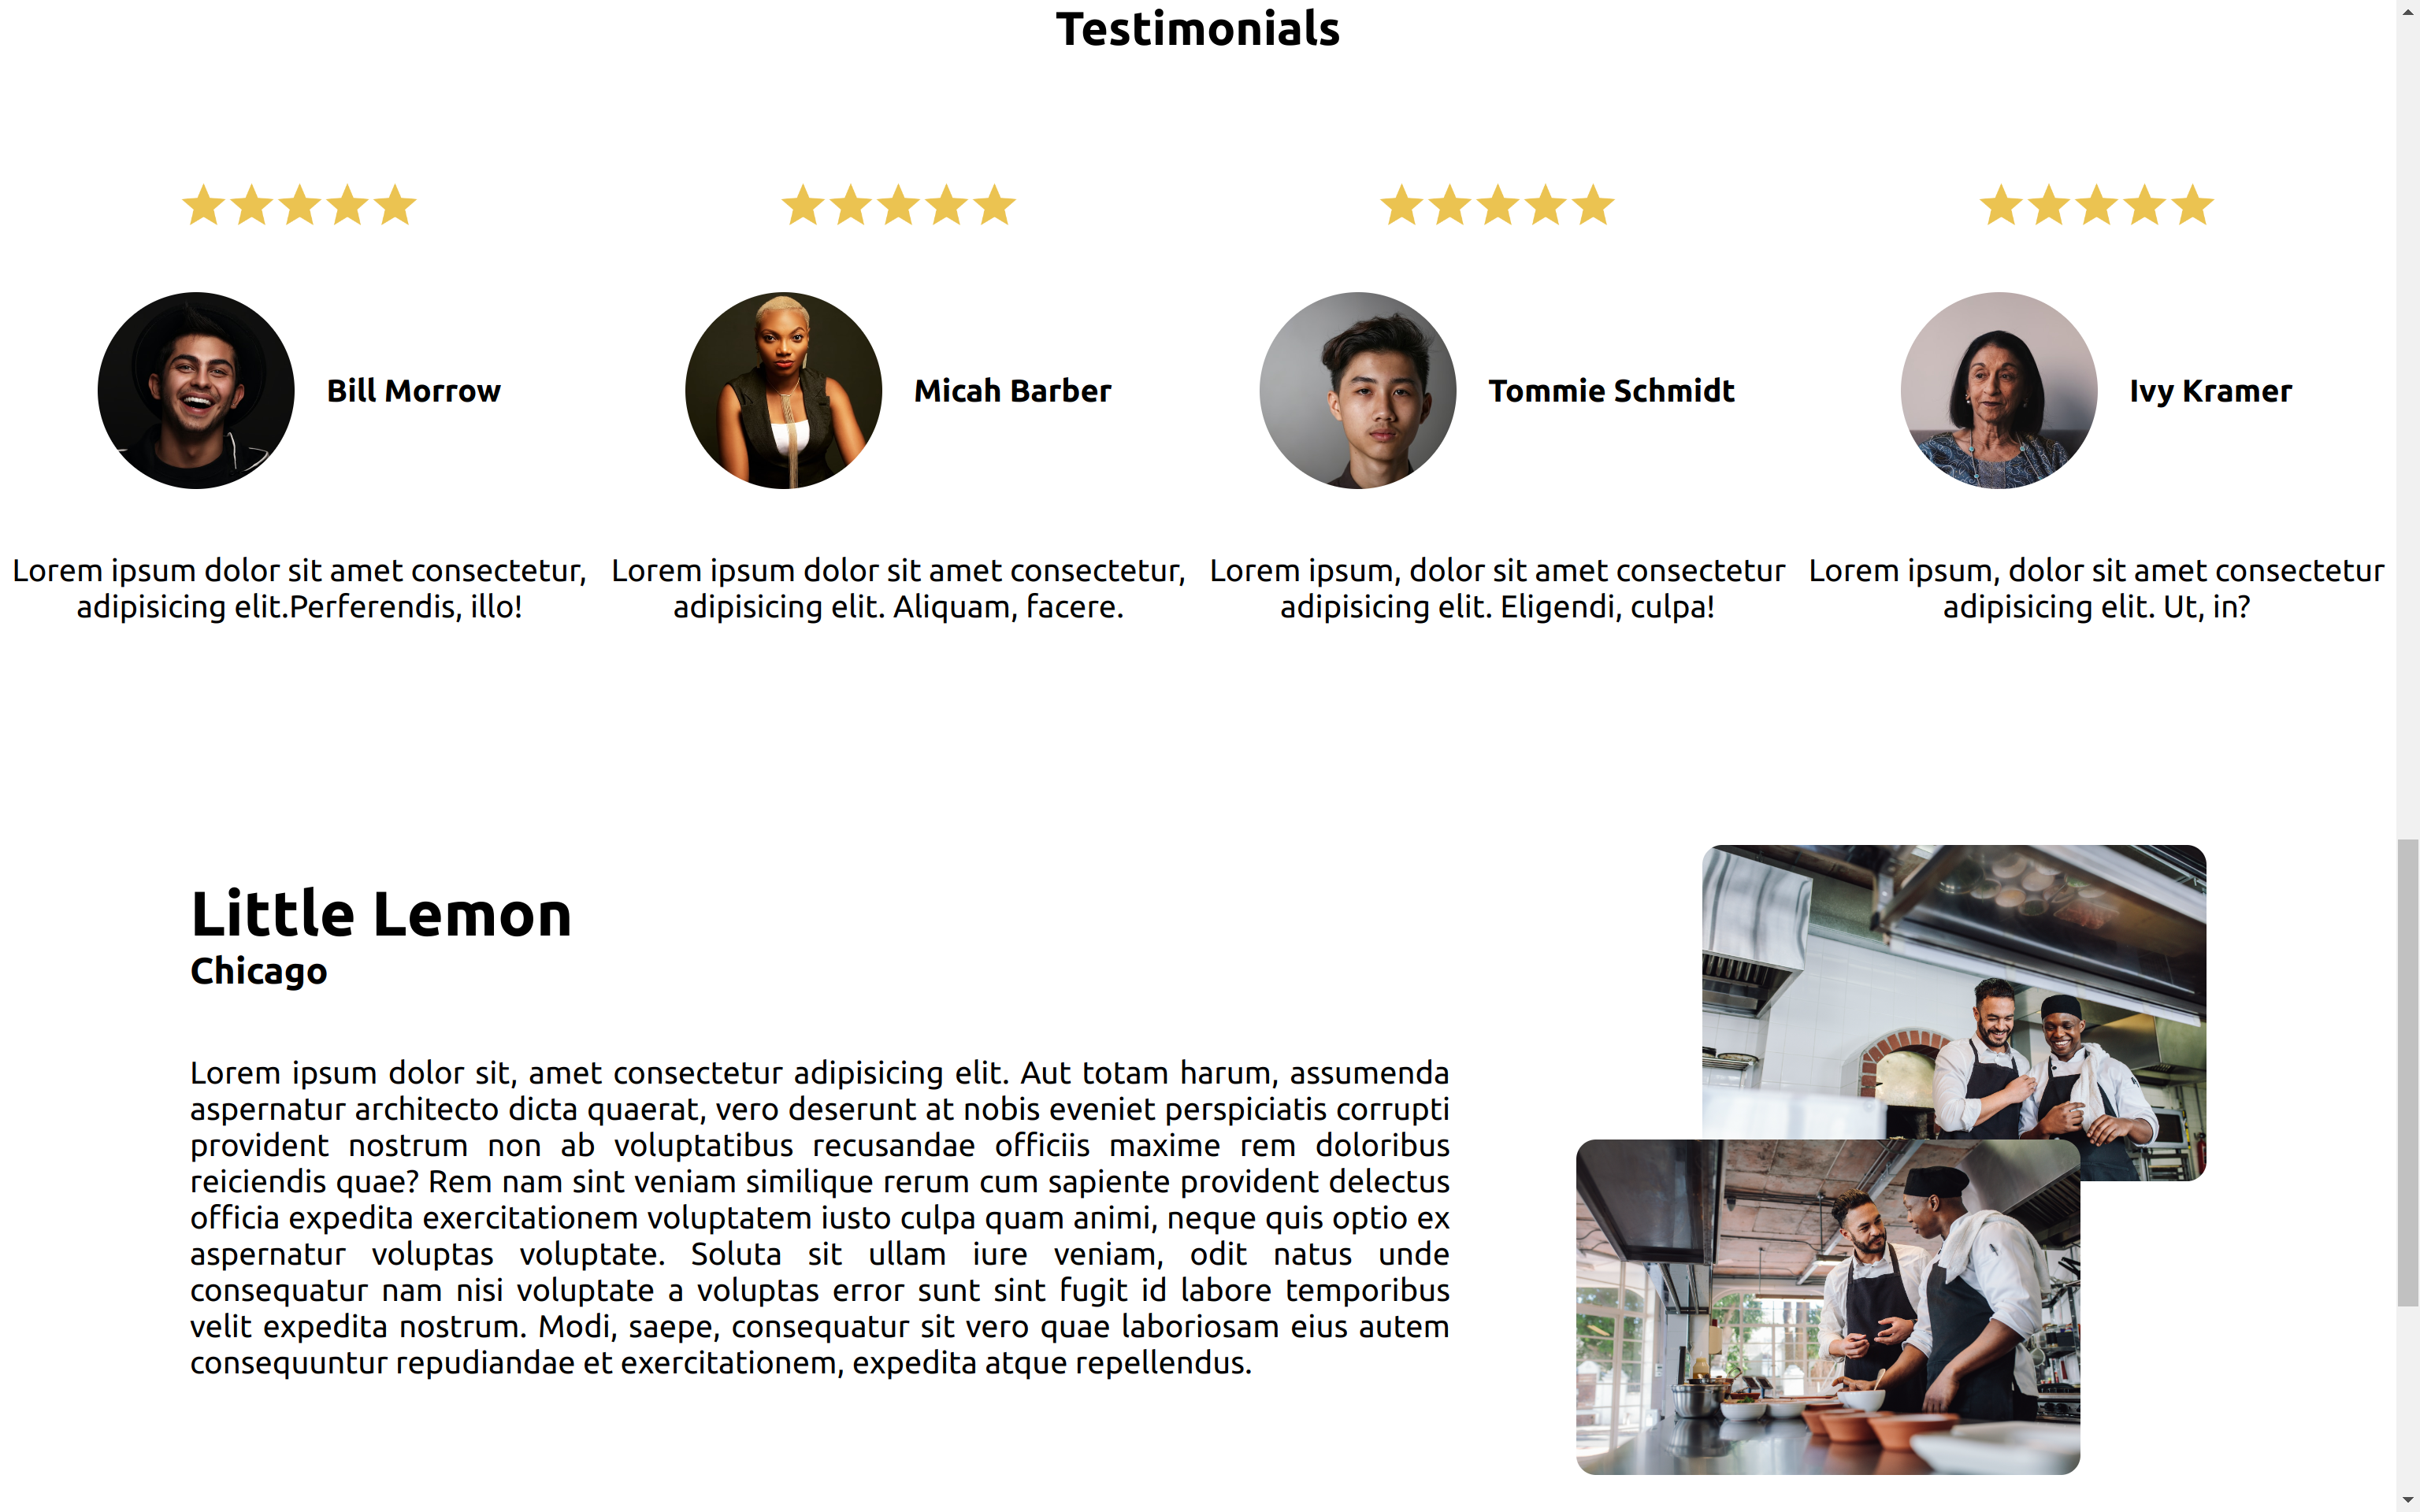 Testimonials
Bill Morrow
Micah Barber
Tommie Schmidt
Ivy Kramer
Lorem ipsum dolor sit amet consectetur,
adipisicing elit.Perferendis, illo!
Lorem ipsum dolor sit amet consectetur,
adipisicing elit. Aliquam, facere.
Lorem ipsum, dolor sit amet consectetur
adipisicing elit. Eligendi, culpa!
Lorem ipsum, dolor sit amet consectetur
adipisicing elit. Ut, in?
Little Lemon
Chicago
Lorem ipsum dolor sit, amet consectetur adipisicing elit. Aut totam harum, assumenda
aspernatur architecto dicta quaerat, vero deserunt at nobis eveniet perspiciatis corrupti
provident nostrum non ab voluptatibus recusandae officiis maxime rem doloribus
reiciendis quae? Rem nam sint veniam similique rerum cum sapiente provident delectus
officia expedita exercitationem voluptatem iusto culpa quam animi, neque quis optio ex
aspernatur voluptas voluptate. Soluta sit ullam iure veniam, odit natus unde
consequatur nam nisi voluptate a voluptas error sunt sint fugit id labore temporibus
velit expedita nostrum. Modi, saepe, consequatur sit vero quae laboriosam eius autem
consequuntur repudiandae et exercitationem, expedita atque repellendus.